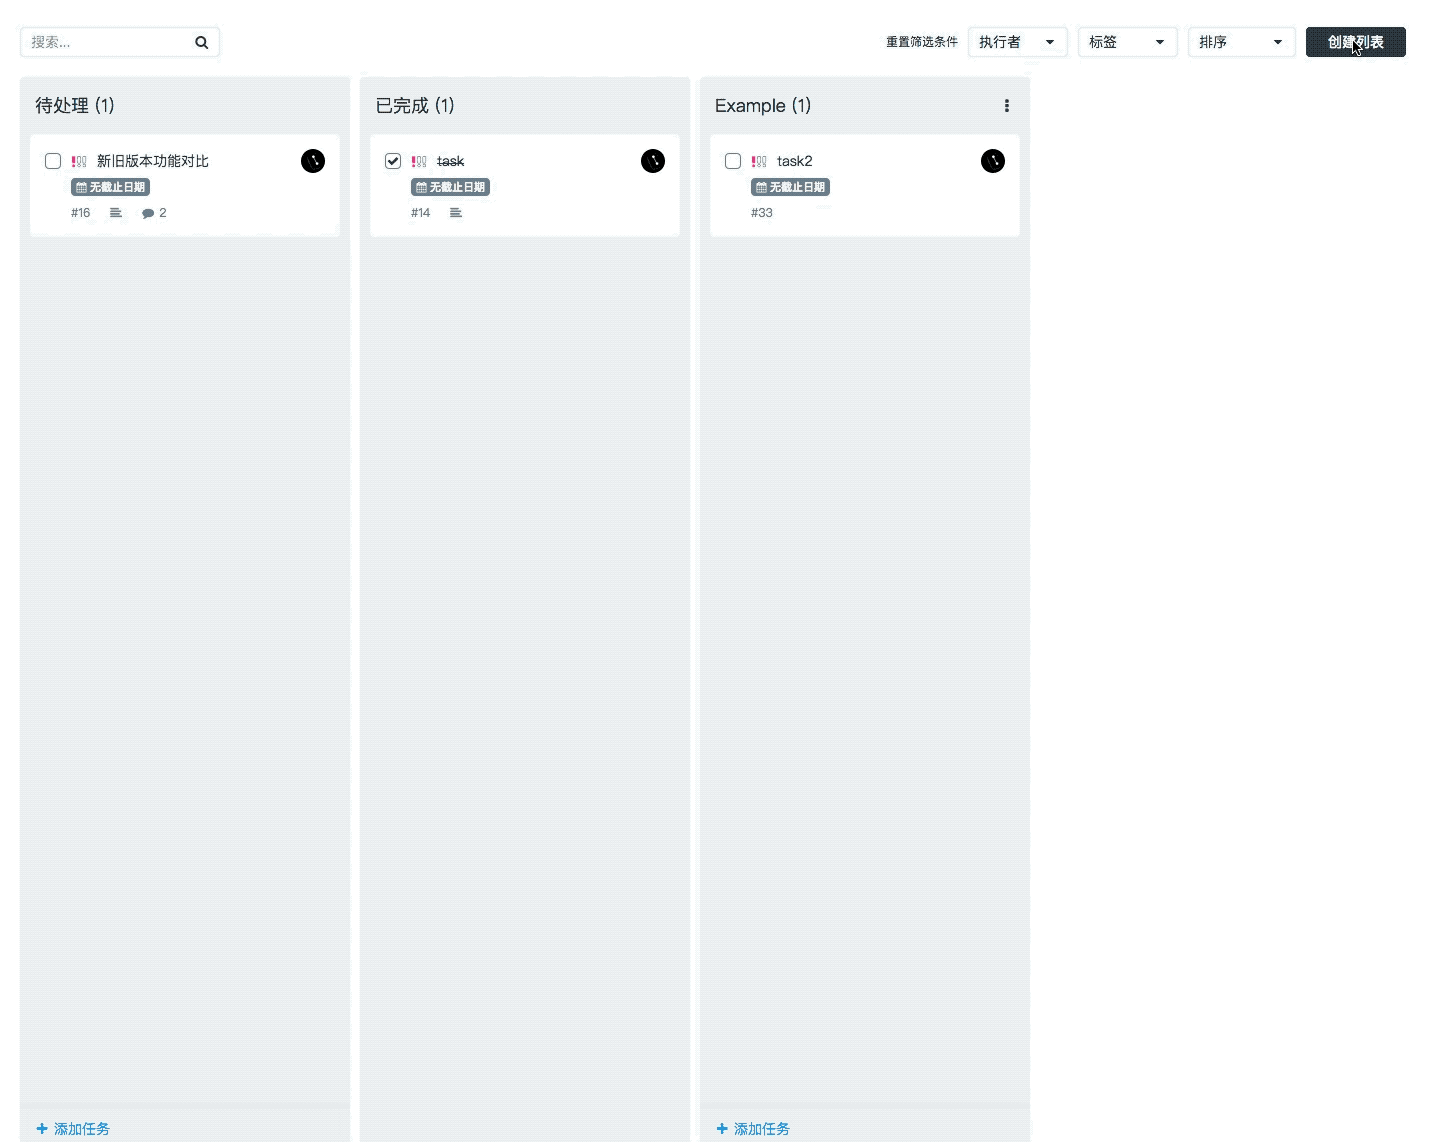 搜索...
重置筛选条件
执行者
标签
排序
创建列表
待处理 (1)
新旧版本功能对比
无截止日期
#16
2
添加任务
已完成 (1)
task
无截止日期
#14
Example (1)
task2
无截止日期
#33
添加任务